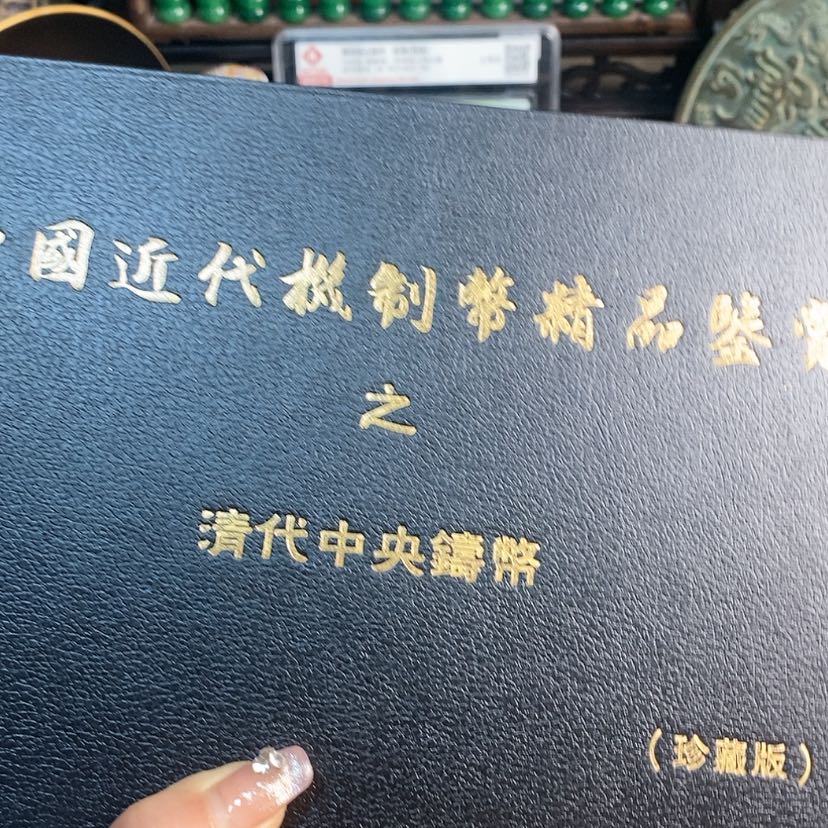 國近代機制幣精品鑒
之
清代中央鑄幣
（珍藏版）